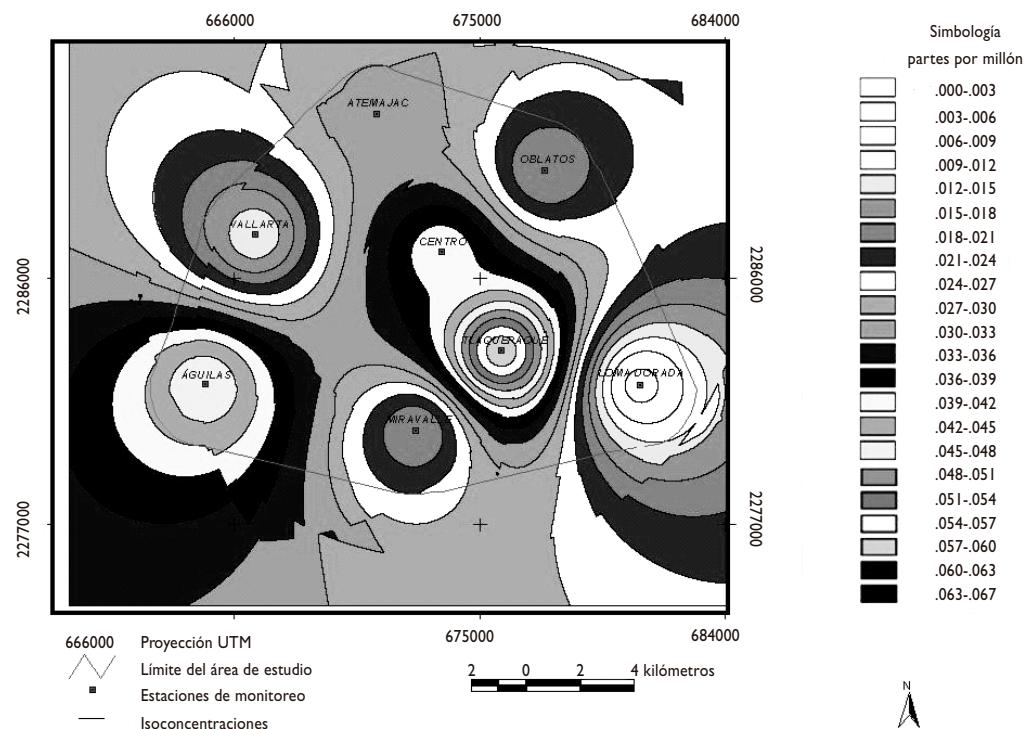 666000 675000 684000
Simbología
partes por millón
.000-.003
.003-.006
.006-.009
.009-.012
.012-.015
.015-.018
.018-.021
.021-.024
.024-.027
.027-.030
.030-.033
.033-.036
.036-.039
.039-.042
.042-.045
.045-.048
.048-.051
.051-.054
.054-.057
.057-.060
.060-.063
.063-.067
ATEMAJAC
OBLATOS
VALLARTA
CENTRO
2286000 2286000
TLAQUEPAQUE
AGUILAS
LOMA DORADA
MIRAVALLE
2277000 2277000
666000 Proyección UTM
675000 684000
Límite del área de estudio
2 0 2 4 kilómetros
Estaciones de monitoreo
Isoconcentraciones
N